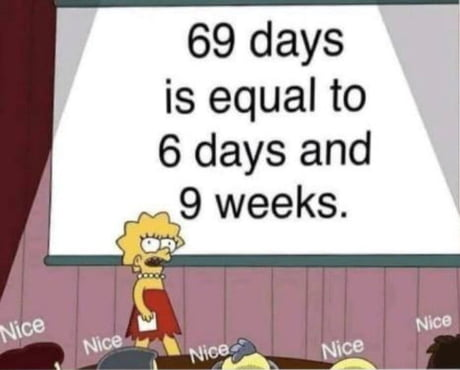 69 days
is equal to
6 days and
9 weeks.
Nice
Nice
Nice
Nice
Nice